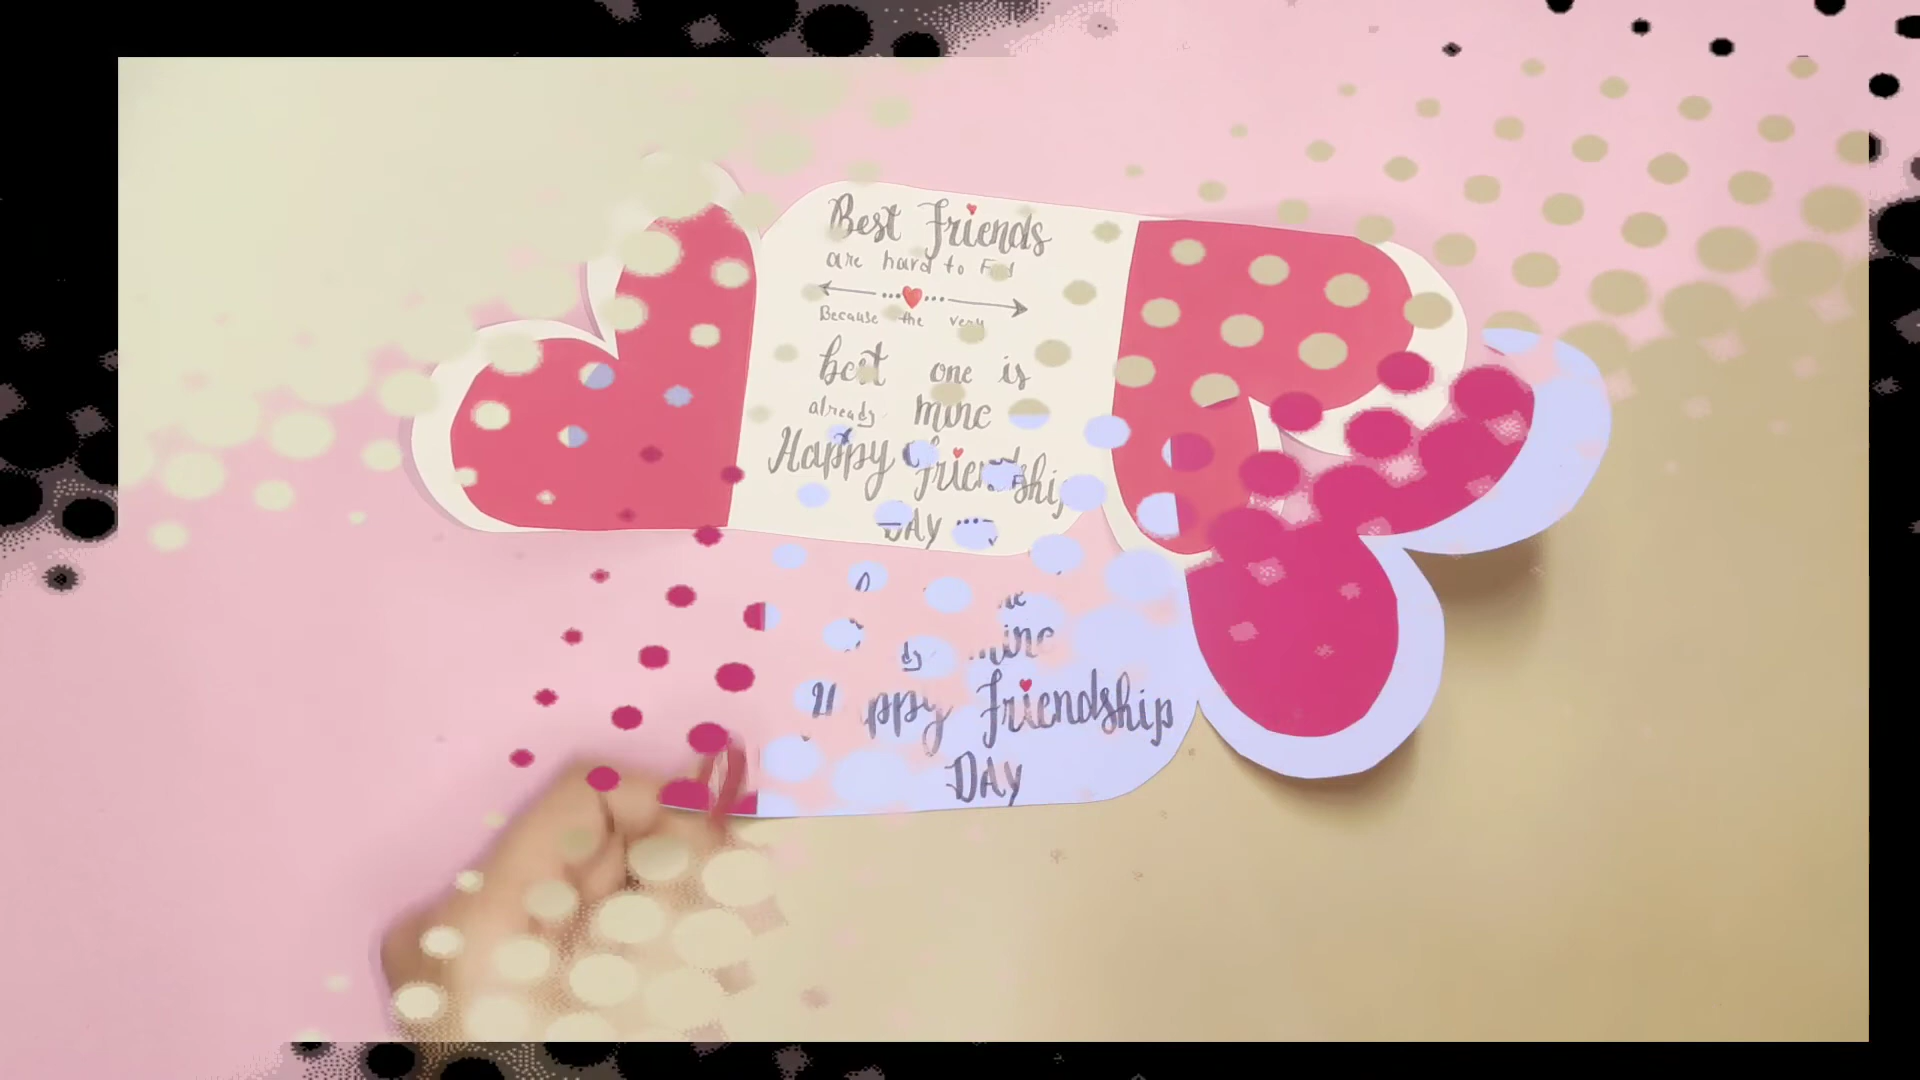 Best Friends
are hard to Find
Because the very
best one is
already mine
Happy Friendship
DAY
mine
Happy Friendship
DAY